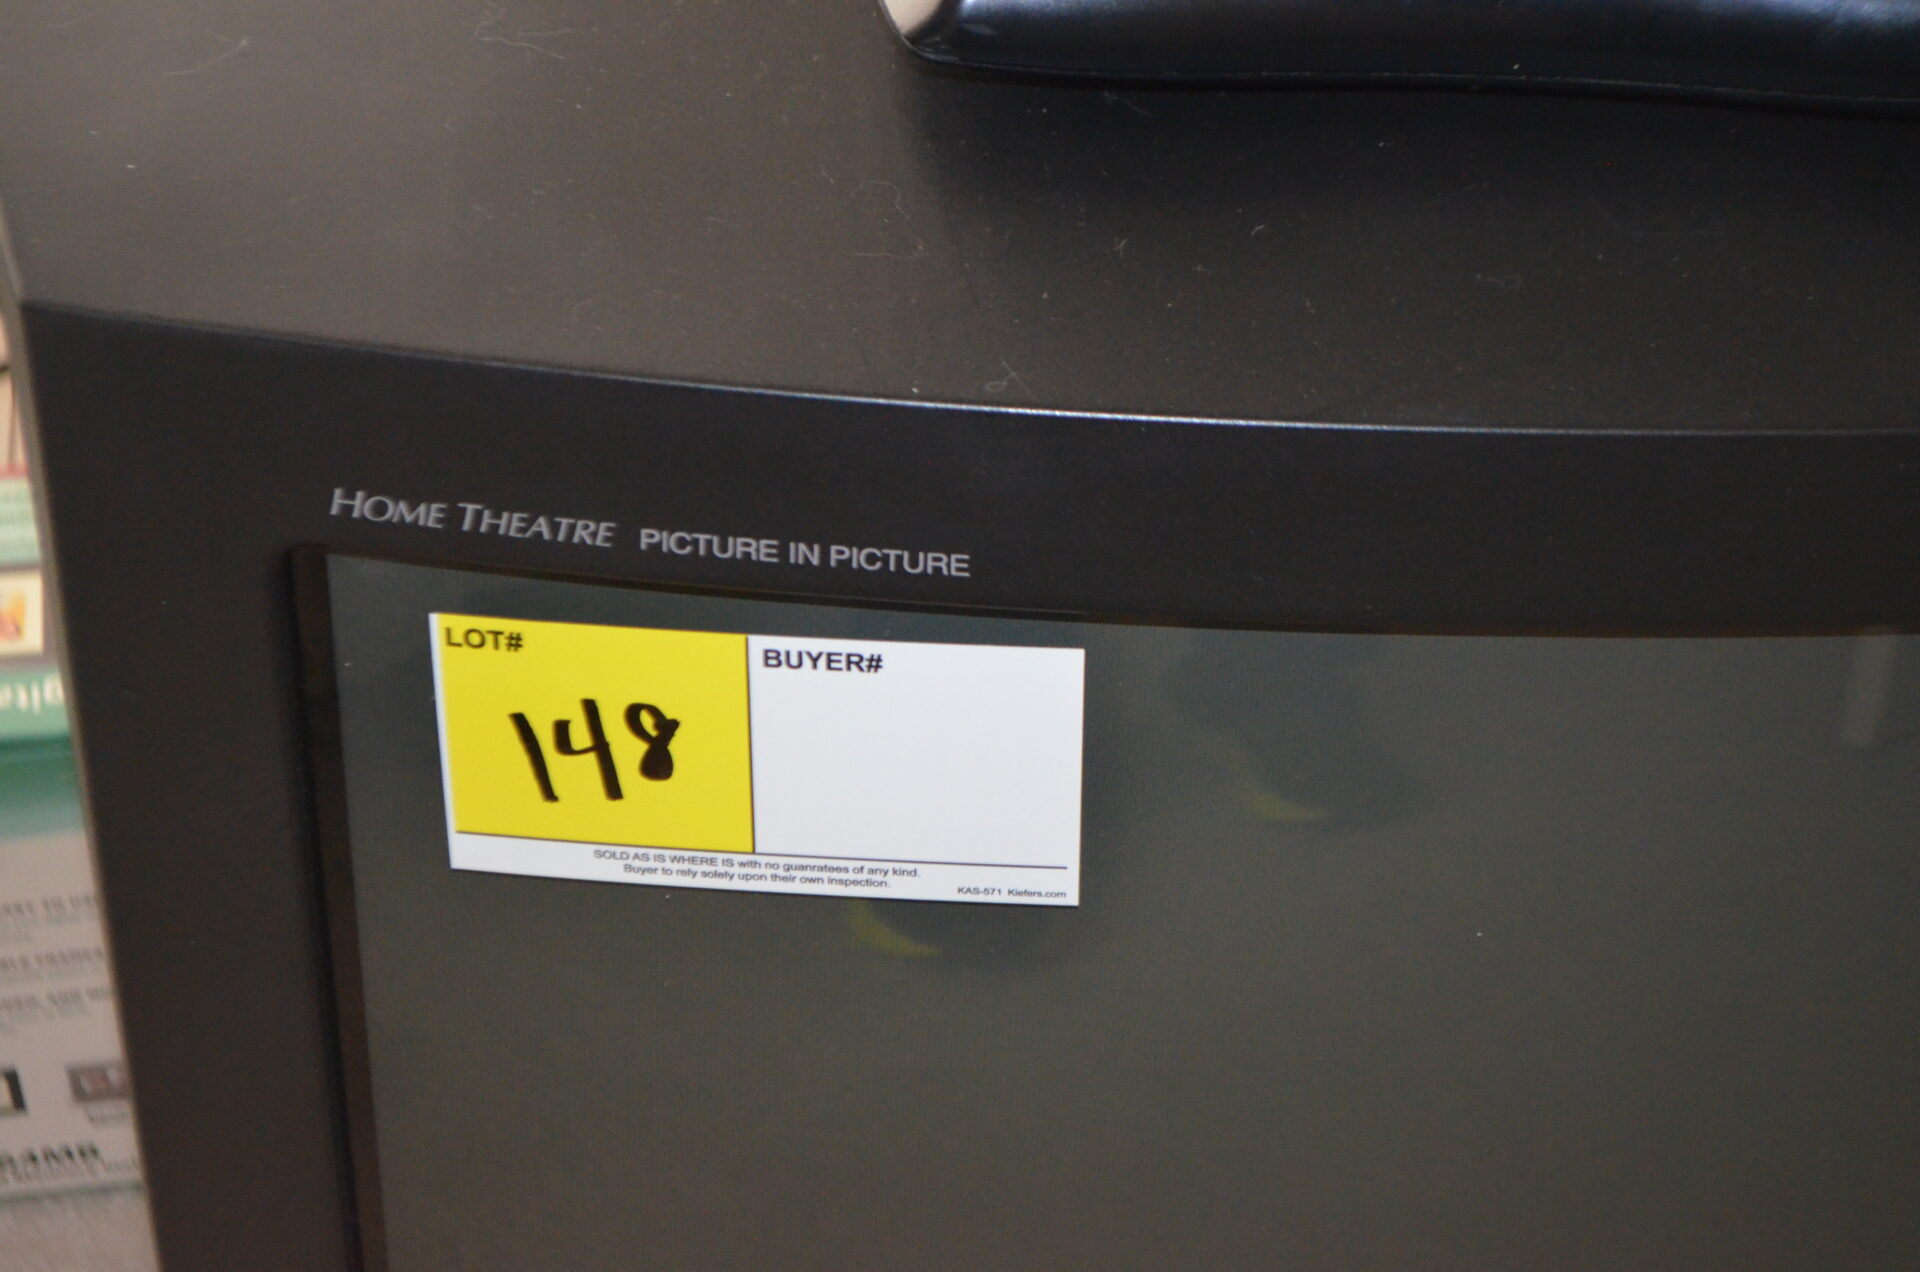 HOME THEATRE PICTURE IN PICTURE
LOT#
148
BUYER#
SOLD AS IS WHERE IS with no guanratees of any kind.
Buyer to rely solely upon their own inspection.
KAS-571 Kiefers.com